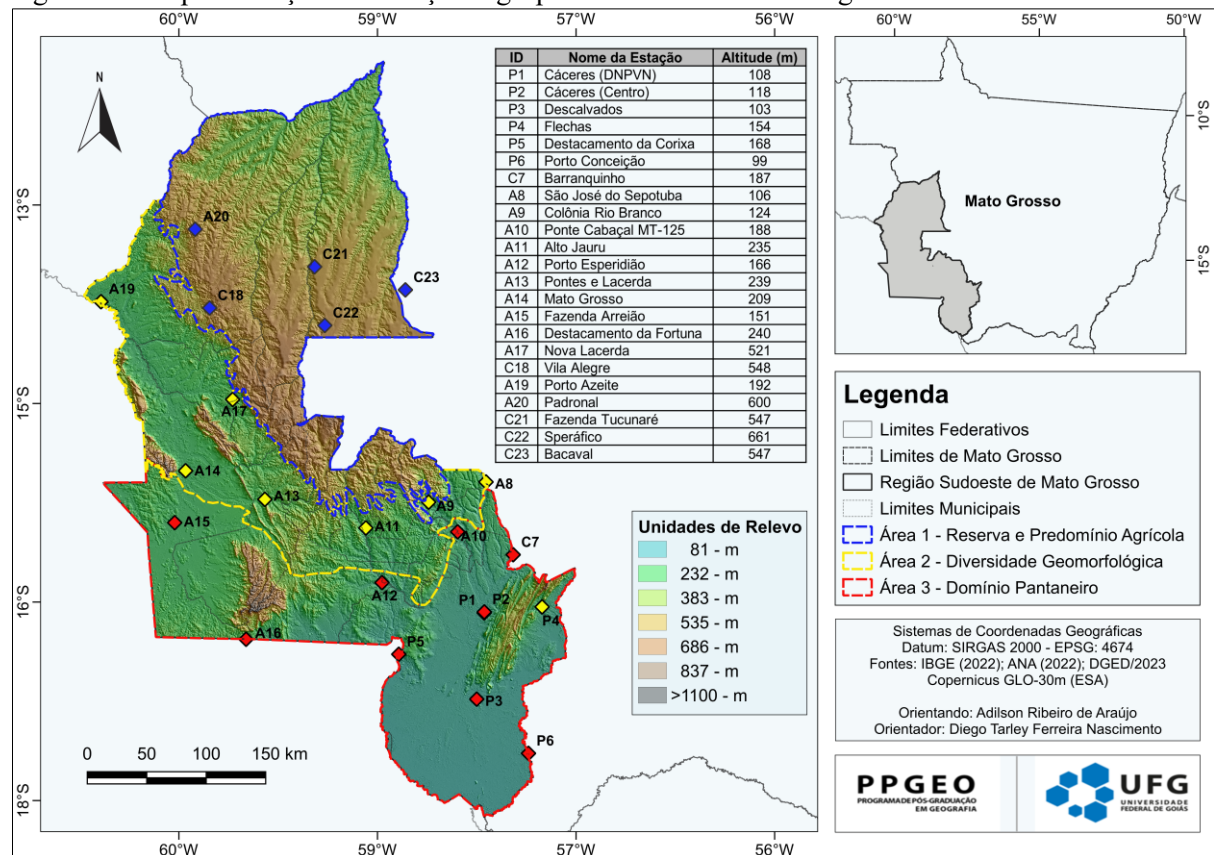 60°W 59°W 57°W 56°W
60°W 55°W 50°W
N
13°S
15°S
16°S
18°S
ID Nome da Estação Altitude (m)
P1 Cáceres (DNPVN) 108
P2 Cáceres (Centro) 118
P3 Descalvados 103
P4 Flechas 154
P5 Destacamento da Corixa 168
P6 Porto Conceição 99
C7 Barranquinho 187
A8 São José do Sepotuba 106
A9 Colônia Rio Branco 124
A10 Ponte Cabaçal MT-125 188
A11 Alto Jauru 235
A12 Porto Esperidião 166
A13 Pontes e Lacerda 239
A14 Mato Grosso 209
A15 Fazenda Arreião 151
A16 Destacamento da Fortuna 240
A17 Nova Lacerda 521
C18 Vila Alegre 548
A19 Porto Azeite 192
A20 Padronal 600
C21 Fazenda Tucunaré 547
C22 Speráfico 661
C23 Bacaval 547
A20
C21
C23
A19
C18
C22
A17
A14
A8
A13
A9
A15
A11
A10
C7
A12
P1
P2
P4
A16
P5
P3
P6
Unidades de Relevo
81 - m
232 - m
383 - m
535 - m
686 - m
837 - m
>1100 - m
0 50 100 150 km
60°W 59°W 57°W 56°W
Mato Grosso
10°S
15°S
Legenda
Limites Federativos
Limites de Mato Grosso
Região Sudoeste de Mato Grosso
Limites Municipais
Área 1 - Reserva e Predomínio Agrícola
Área 2 - Diversidade Geomorfológica
Área 3 - Domínio Pantaneiro
Sistemas de Coordenadas Geográficas
Datum: SIRGAS 2000 - EPSG: 4674
Fontes: IBGE (2022); ANA (2022); DGED/2023
Copernicus GLO-30m (ESA)
Orientando: Adilson Ribeiro de Araújo
Orientador: Diego Tarley Ferreira Nascimento
PPGEO
PROGRAMA DE PÓS-GRADUAÇÃO
EM GEOGRAFIA
UFG
UNIVERSIDADE
FEDERAL DE GOIÁS